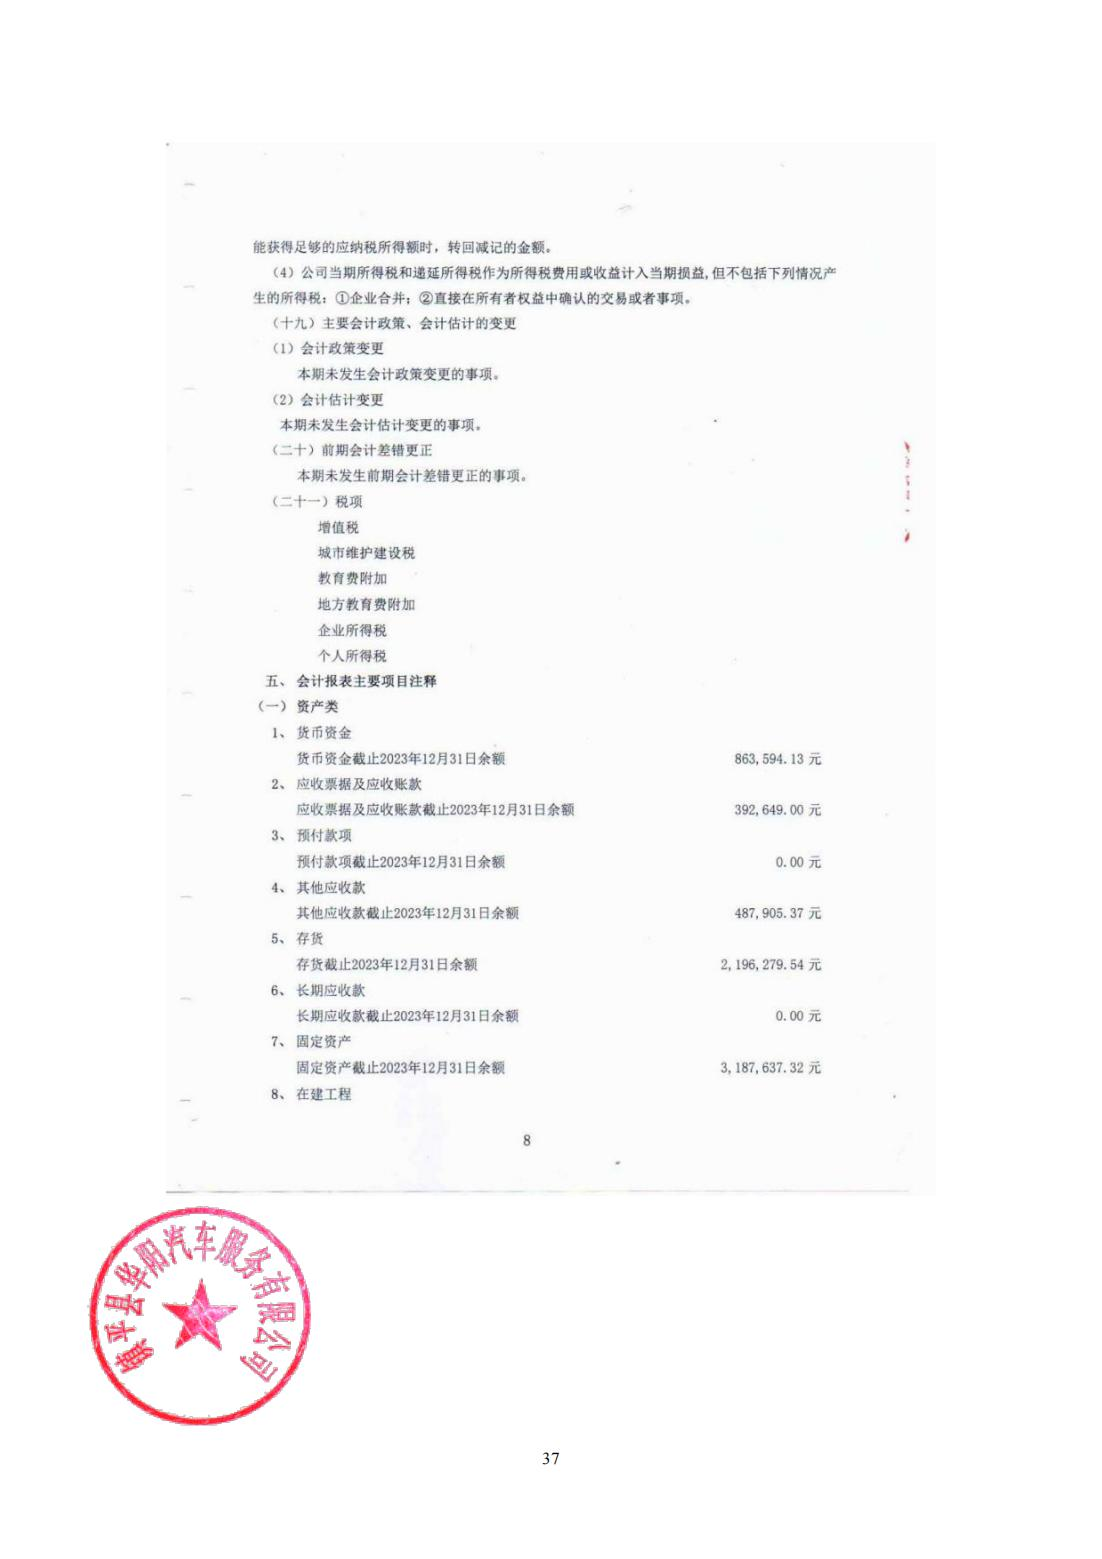 能获得足够的应纳税所得额时，转回减记的金额。
（4）公司当期所得税和递延所得税作为所得税费用或收益计入当期损益,但不包括下列情况产
生的所得税：①企业合并；②直接在所有者权益中确认的交易或者事项。
（十九）主要会计政策、会计估计的变更
（1）会计政策变更
本期未发生会计政策变更的事项。
（2）会计估计变更
本期未发生会计估计变更的事项。
（二十）前期会计差错更正
本期未发生前期会计差错更正的事项。
（二十一）税项
增值税
城市维护建设税
教育费附加
地方教育费附加
企业所得税
个人所得税
五、 会计报表主要项目注释
（一） 资产类
1、 货币资金
货币资金截止2023年12月31日余额 863,594.13 元
2、 应收票据及应收账款
应收票据及应收账款截止2023年12月31日余额 392,649.00 元
3、 预付款项
预付款项截止2023年12月31日余额 0.00 元
4、 其他应收款
其他应收款截止2023年12月31日余额 487,905.37 元
5、 存货
存货截止2023年12月31日余额 2,196,279.54 元
6、 长期应收款
长期应收款截止2023年12月31日余额 0.00 元
7、 固定资产
固定资产截止2023年12月31日余额 3,187,637.32 元
8、 在建工程
8
镇平县华阳汽车服务有限公司
37